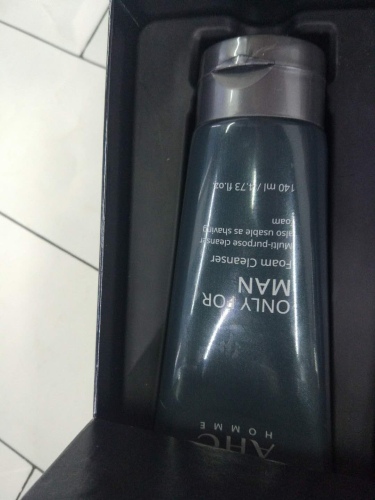 AHC
HOMME
ONLY FOR
MAN
Foam Cleanser
Multi-purpose cleanser
also usable as shaving
foam
140 ml / 4.73 fl.oz.